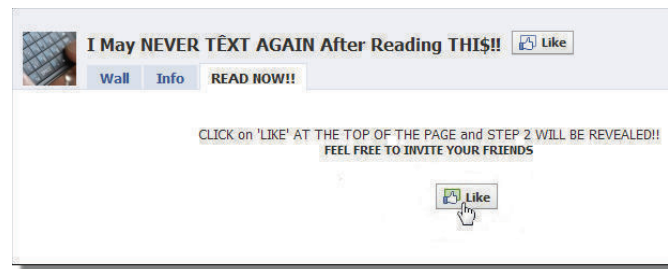 I May NEVER TÊXT AGAIN After Reading THI$!! Like
Wall Info READ NOW!!
CLICK on 'LIKE' AT THE TOP OF THE PAGE and STEP 2 WILL BE REVEALED!!
FEEL FREE TO INVITE YOUR FRIENDS
Like